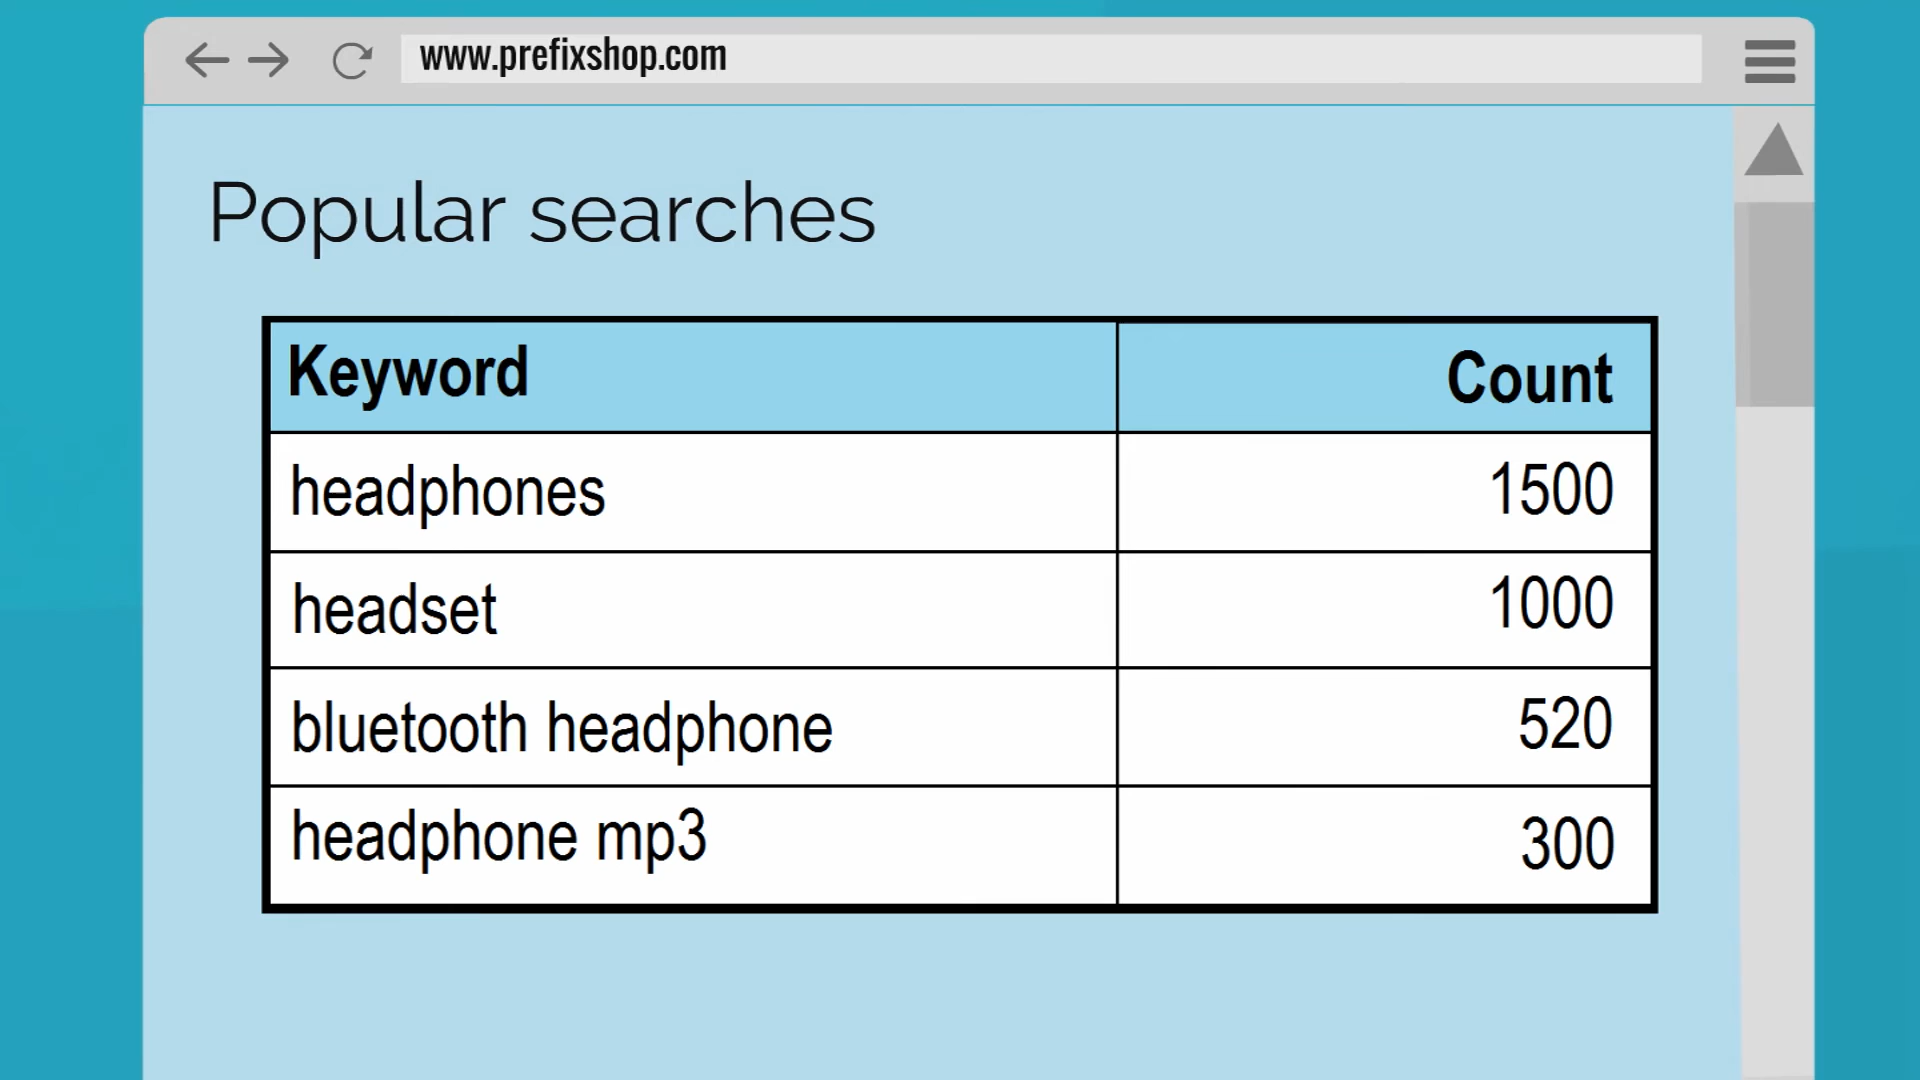 www.prefixshop.com
Popular searches
Keyword Count
headphones 1500
headset 1000
bluetooth headphone 520
headphone mp3 300